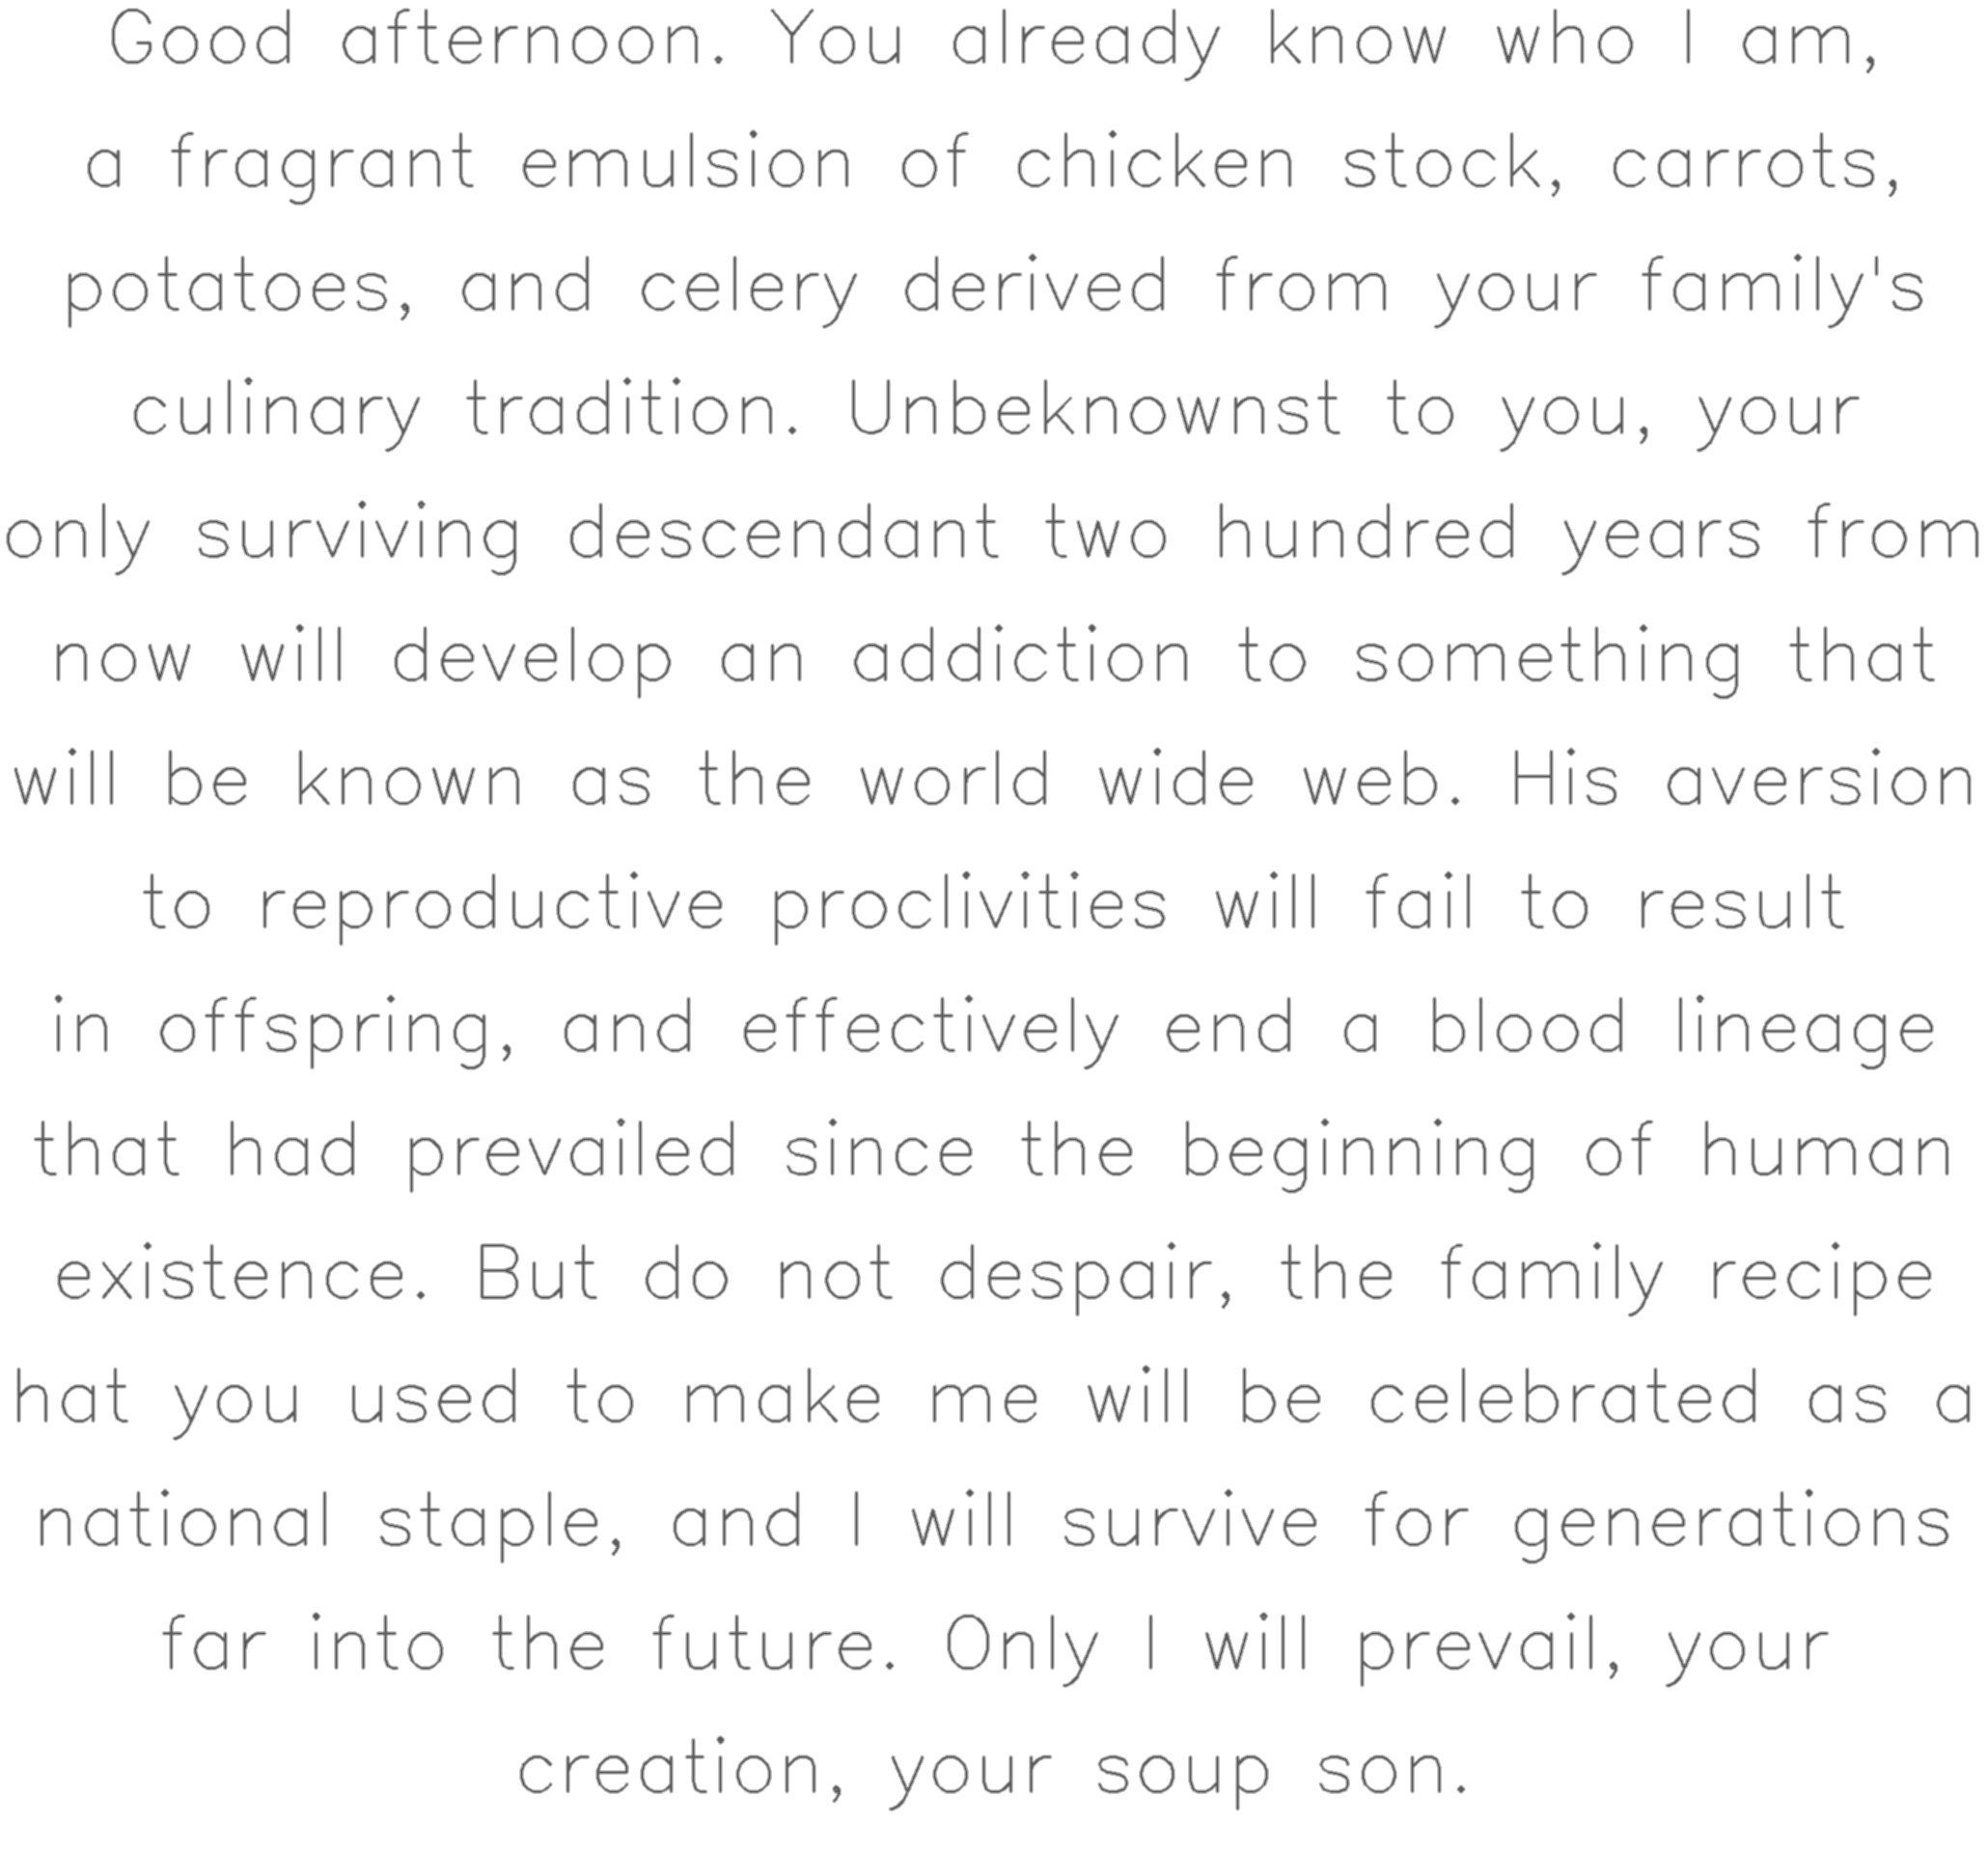 Good afternoon. You already know who I am,
a fragrant emulsion of chicken stock, carrots,
potatoes, and celery derived from your family's
culinary tradition. Unbeknownst to you, your
only surviving descendant two hundred years from
now will develop an addiction to something that
will be known as the world wide web. His aversion
to reproductive proclivities will fail to result
in offspring, and effectively end a blood lineage
that had prevailed since the beginning of human
existence. But do not despair, the family recipe
hat you used to make me will be celebrated as a
national staple, and I will survive for generations
far into the future. Only I will prevail, your
creation, your soup son.